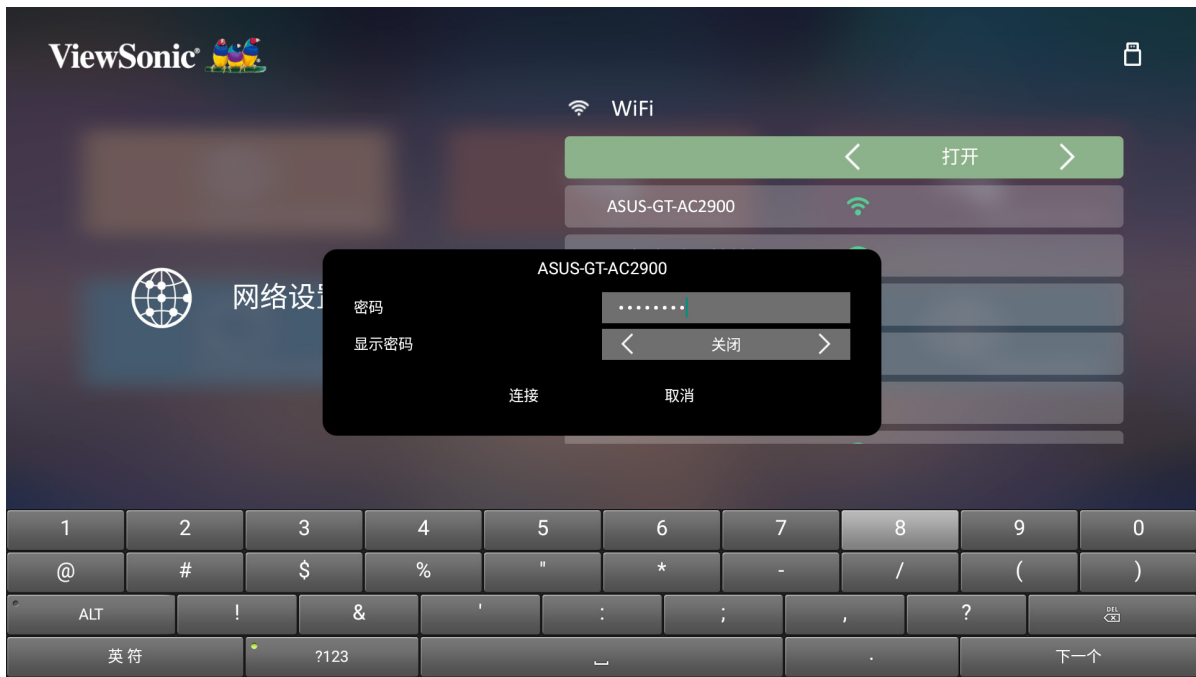 ViewSonic®
WiFi
打开
ASUS-GT-AC2900
ASUS-GT-AC2900
网络设
密码 ••••••••
显示密码 关闭
连接 取消
1 2 3 4 5 6 7 8 9 0
@ # $ % " * - / ( )
ALT ! & ' : ; , ? DEL
英 符 ?123 . 下一个